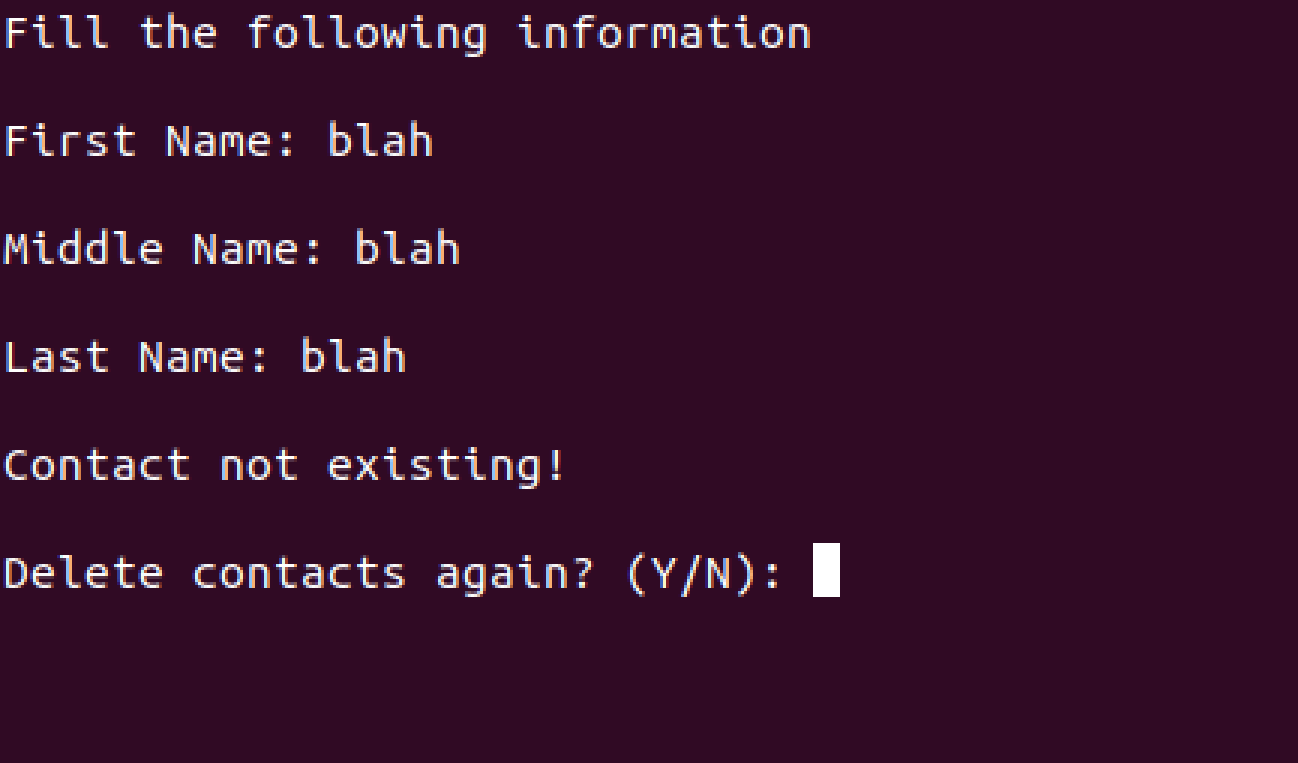 Fill the following information
First Name: blah
Middle Name: blah
Last Name: blah
Contact not existing!
Delete contacts again? (Y/N):